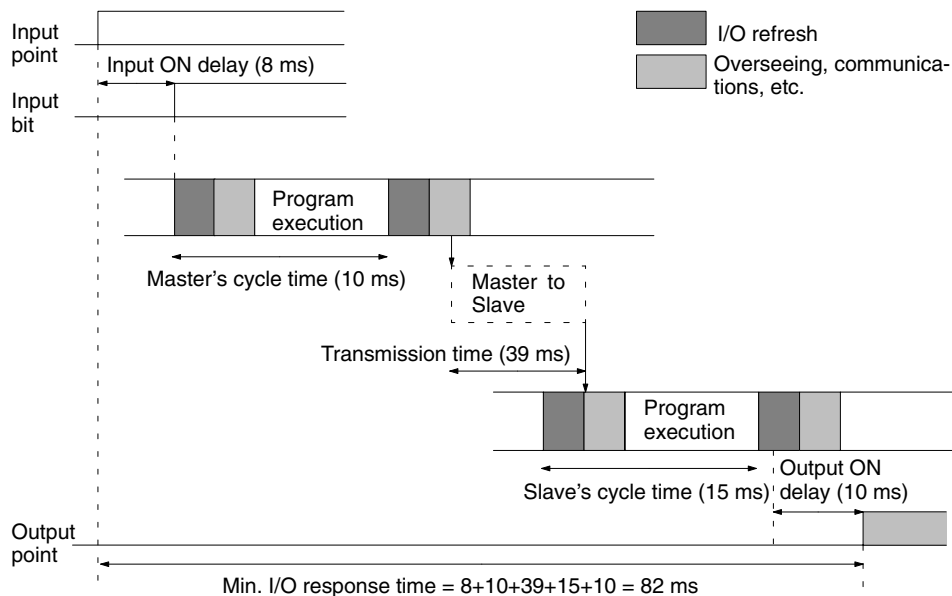 Input
point
I/O refresh
Overseeing, communica-
tions, etc.
Input ON delay (8 ms)
Input
bit
Program
execution
Master’s cycle time (10 ms)
Master to
Slave
Transmission time (39 ms)
Program
execution
Slave’s cycle time (15 ms)
Output ON
delay (10 ms)
Output
point
Min. I/O response time = 8+10+39+15+10 = 82 ms